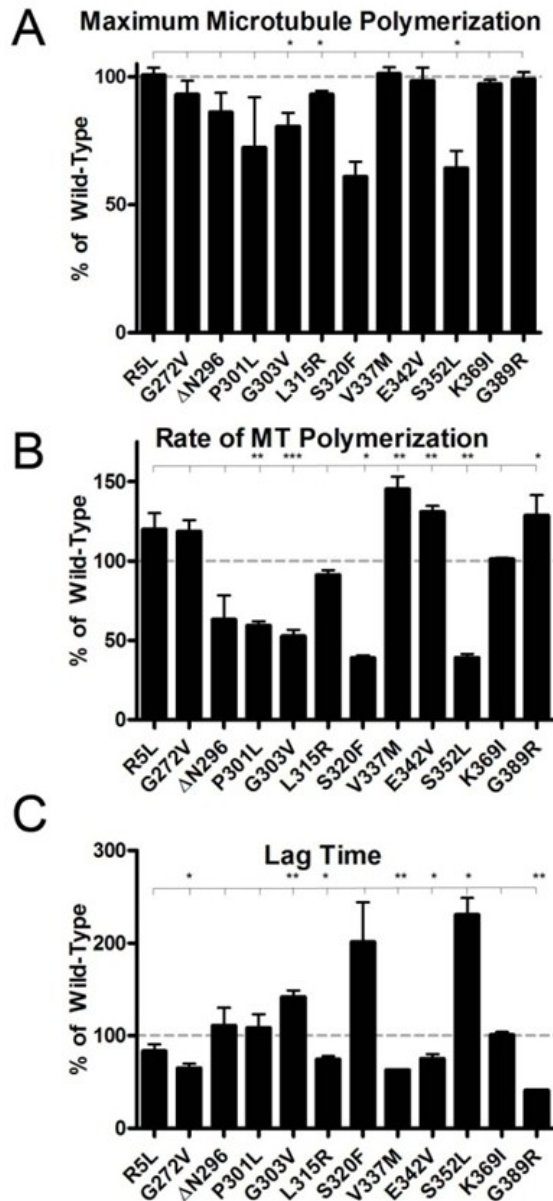 A
Maximum Microtubule Polymerization
* * *
100
50
0
% of Wild-Type
R5L G272V ΔN296 P301L G303V L315R S320F V337M E342V S352L K369I G389R
B
Rate of MT Polymerization
** *** * ** ** ** *
150
100
50
0
% of Wild-Type
R5L G272V ΔN296 P301L G303V L315R S320F V337M E342V S352L K369I G389R
C
Lag Time
* ** * ** * * **
300
200
100
0
% of Wild-Type
R5L G272V ΔN296 P301L G303V L315R S320F V337M E342V S352L K369I G389R